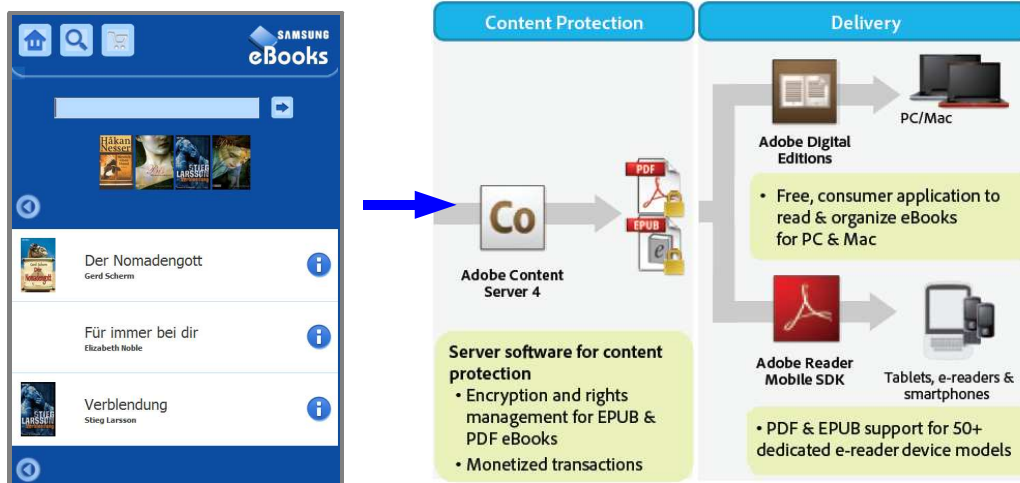 SAMSUNG
eBooks
Håkan
Nesser
STIEG
LARSSON
Der Nomadengott
Gerd Scherm
Für immer bei dir
Elizabeth Noble
STIEG
LARSSON
Verblendung
Stieg Larsson
Content Protection
Co
Adobe Content
Server 4
PDF
EPUB
e
Server software for content
protection
• Encryption and rights
management for EPUB &
PDF eBooks
• Monetized transactions
Delivery
Adobe Digital
Editions
PC/Mac
• Free, consumer application to
read & organize eBooks
for PC & Mac
Adobe Reader
Mobile SDK
Tablets, e-readers &
smartphones
• PDF & EPUB support for 50+
dedicated e-reader device models